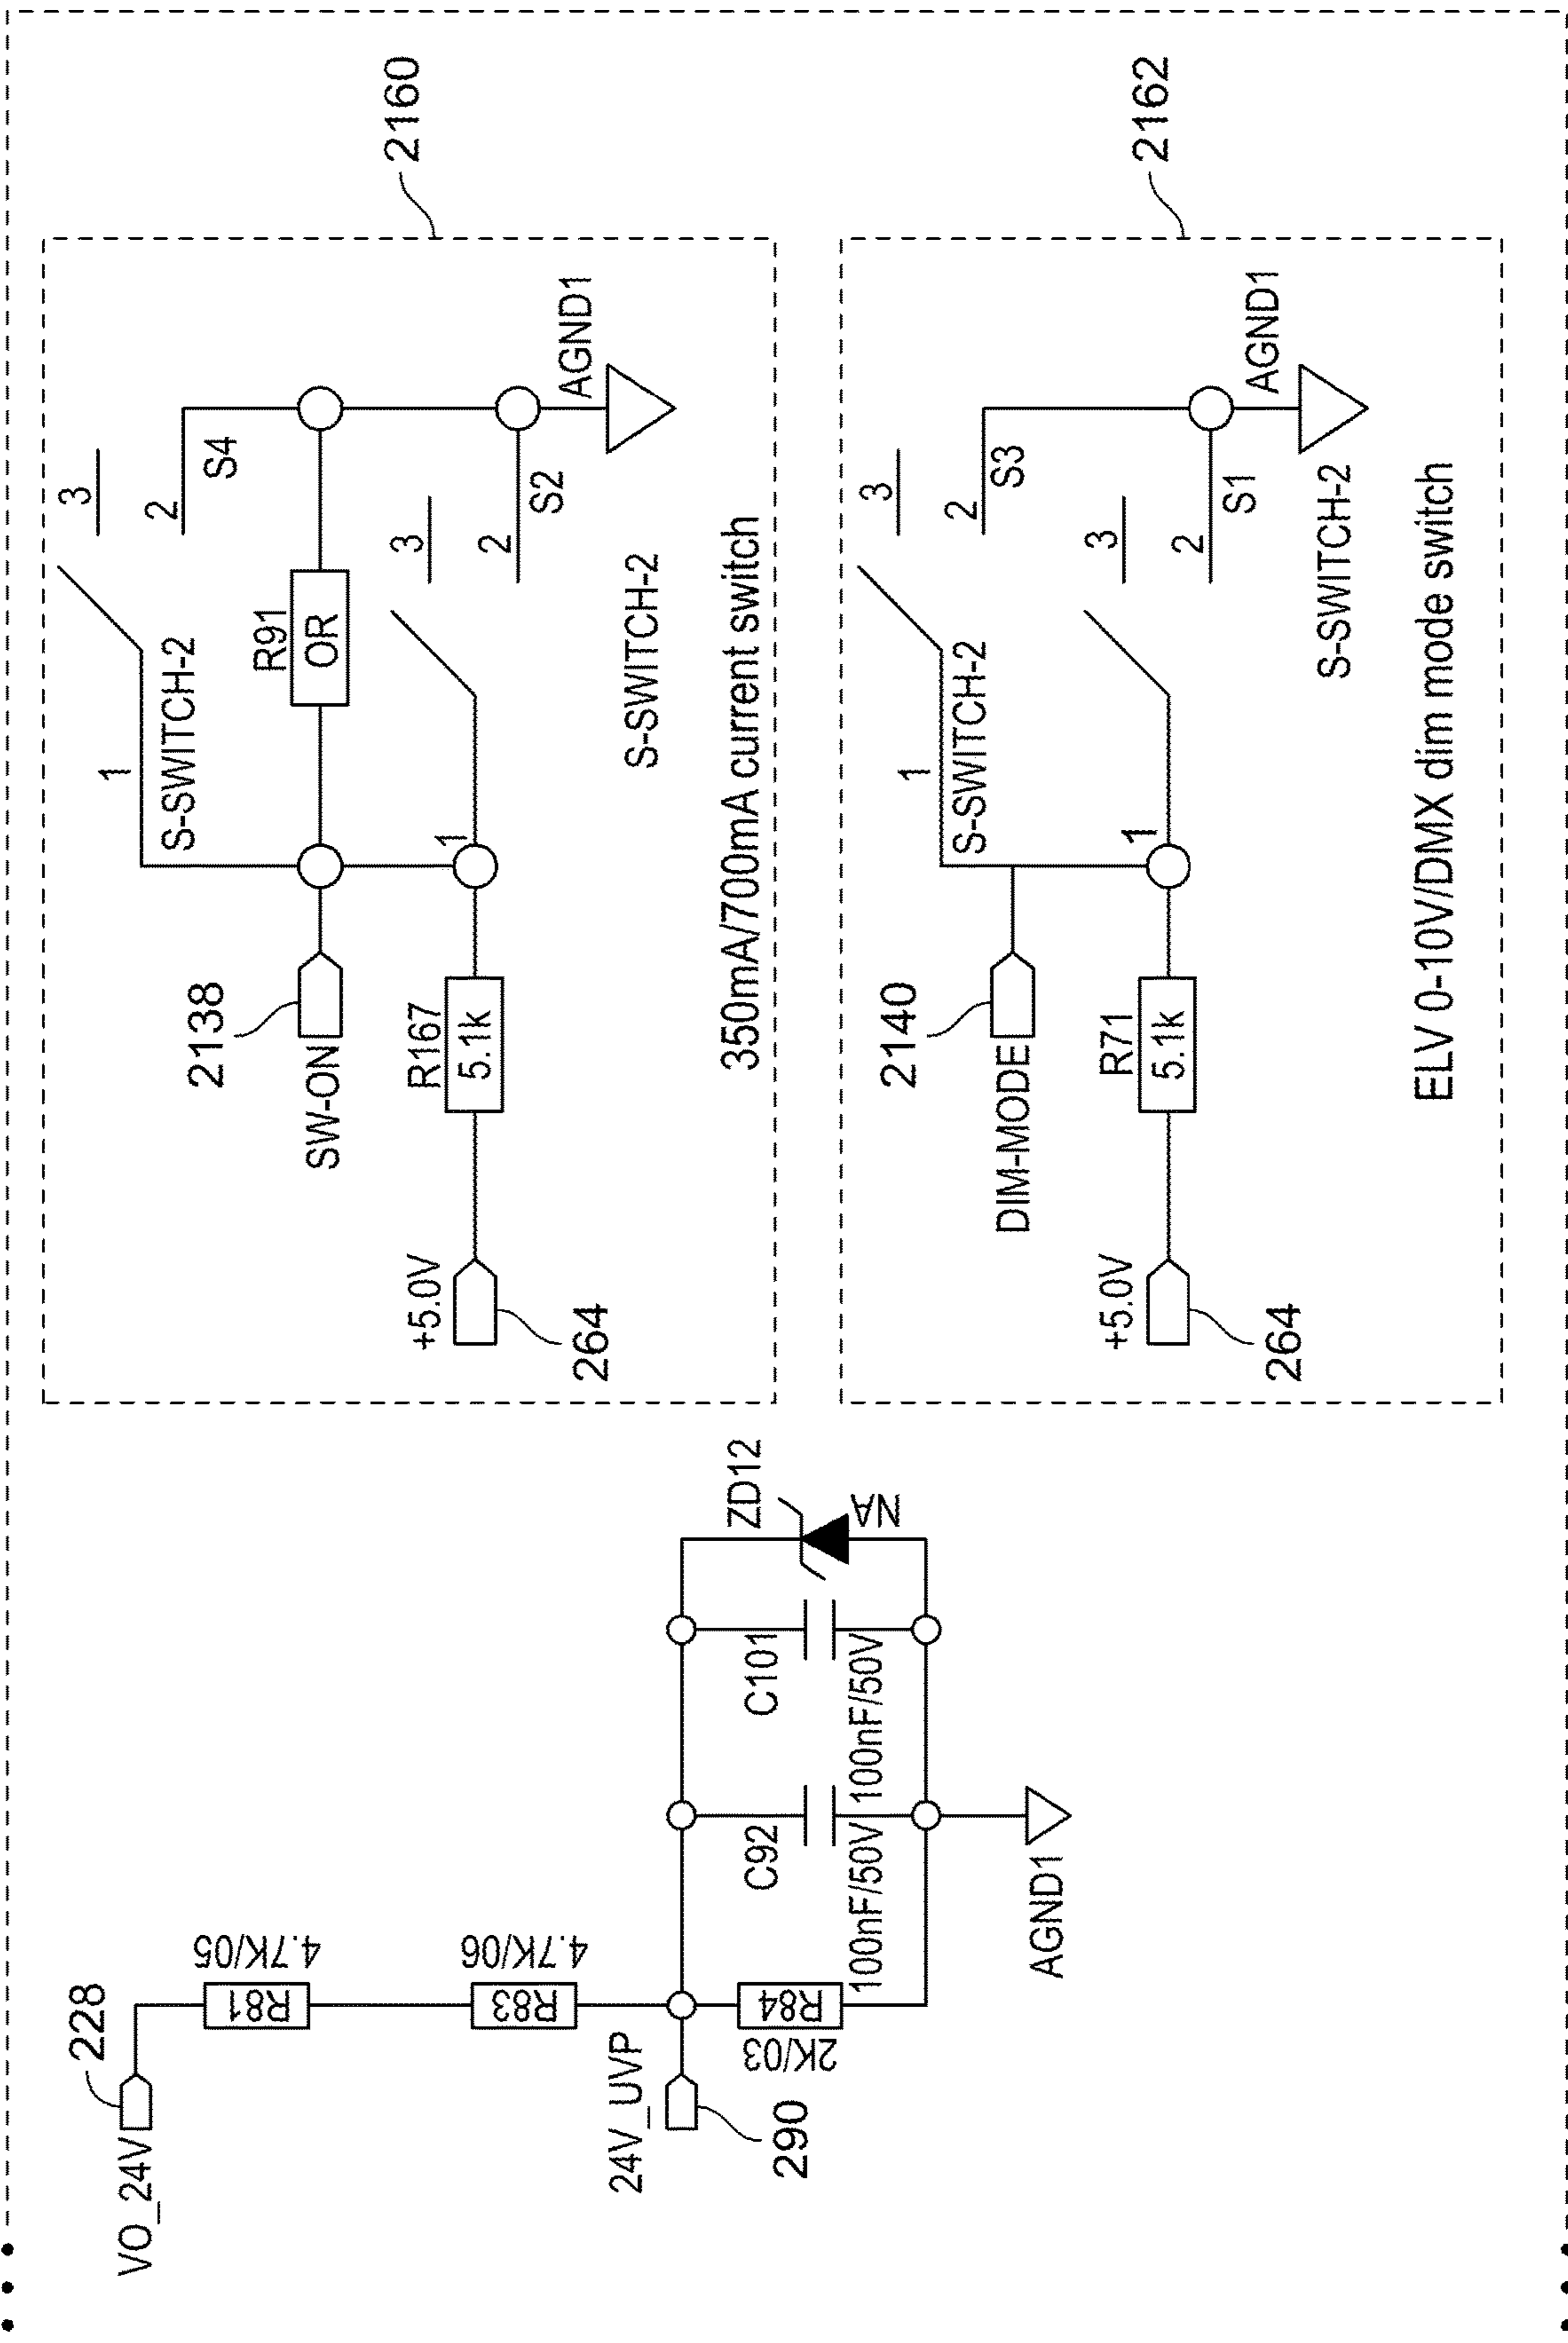 VO_24V
228
R81
4.7K/05
R83
4.7K/06
24V_UVP
290
R84
2K/03
C92
100nF/50V
C101
100nF/50V
ZD12
NA
AGND1
2160
3
2
S4
1
S-SWITCH-2
R91
OR
2138
SW-ON
3
2
S2
1
R167
5.1k
+5.0V
264
AGND1
S-SWITCH-2
350mA/700mA current switch
2162
3
2
S3
1
S-SWITCH-2
2140
DIM-MODE
3
2
S1
1
R71
5.1k
+5.0V
264
AGND1
S-SWITCH-2
ELV 0-10V/DMX dim mode switch